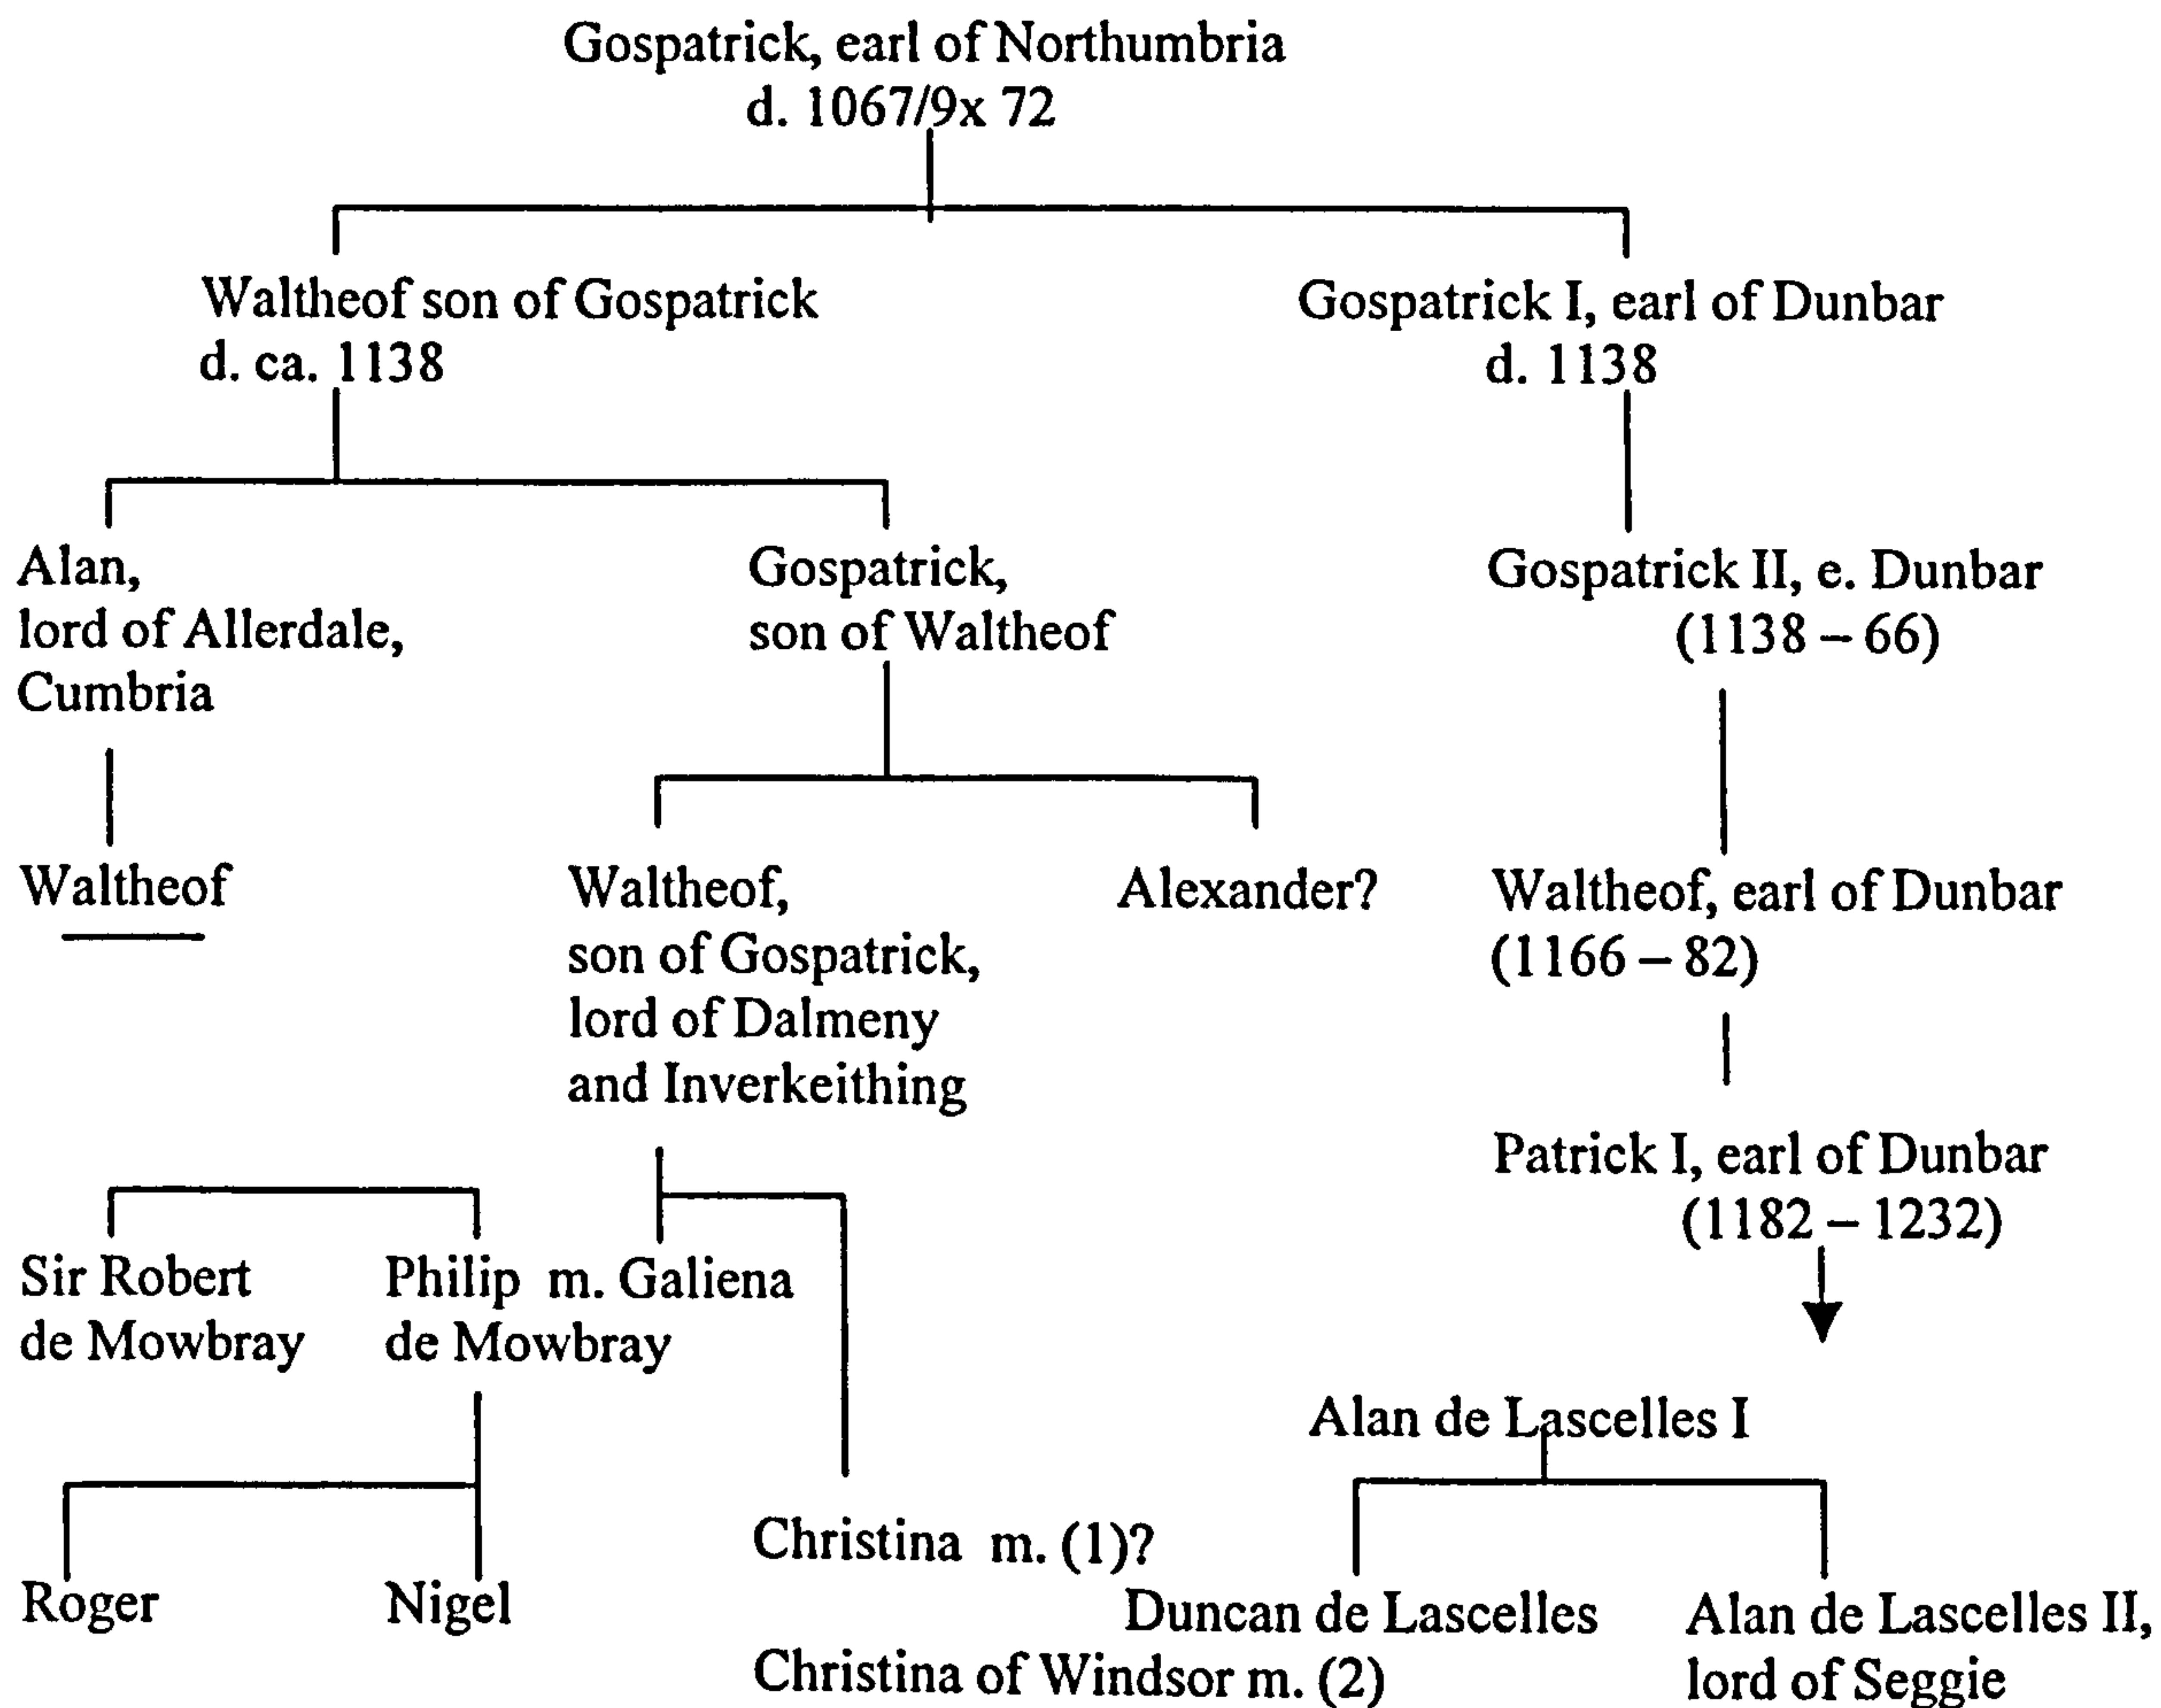 Gospatrick, earl of Northumbria
d. 1067/9x 72
Waltheof son of Gospatrick
d. ca. 1138
Gospatrick I, earl of Dunbar
d. 1138
Alan,
lord of Allerdale,
Cumbria
Gospatrick,
son of Waltheof
Gospatrick II, e. Dunbar
(1138 – 66)
Waltheof
Waltheof,
son of Gospatrick,
lord of Dalmeny
and Inverkeithing
Alexander?
Waltheof, earl of Dunbar
(1166 – 82)
Patrick I, earl of Dunbar
(1182 – 1232)
Sir Robert
de Mowbray
Philip m. Galiena
de Mowbray
Alan de Lascelles I
Roger
Nigel
Christina m. (1)?
Duncan de Lascelles
Christina of Windsor m. (2)
Alan de Lascelles II,
lord of Seggie